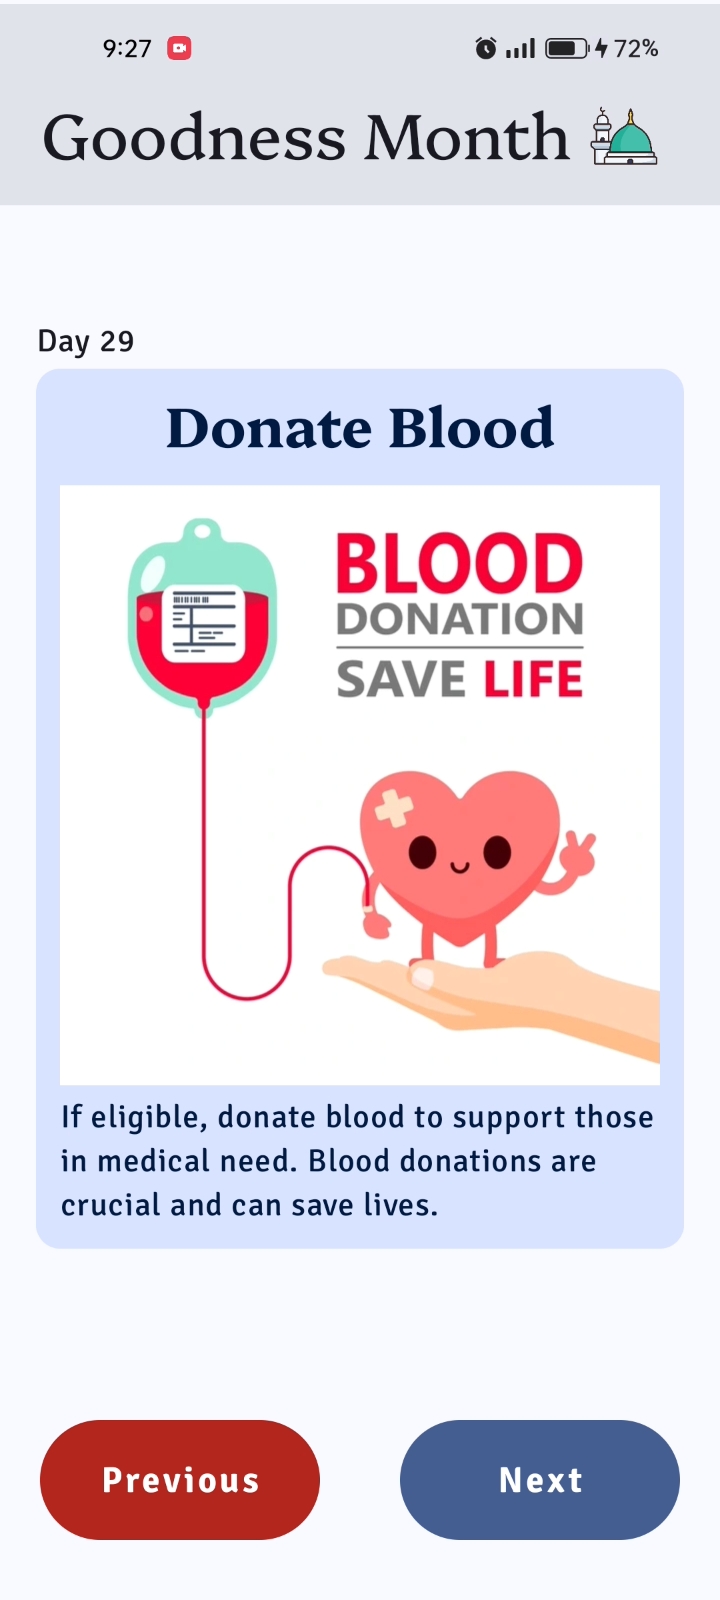 9:27
72%
Goodness Month
Day 29
Donate Blood
BLOOD
DONATION
SAVE LIFE
If eligible, donate blood to support those
in medical need. Blood donations are
crucial and can save lives.
Previous
Next